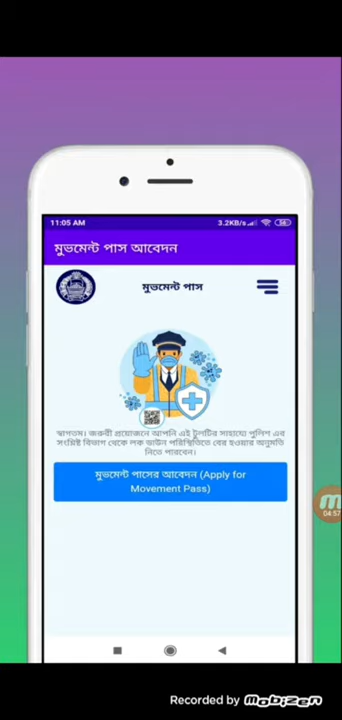 11:05 AM 3.2KB/s 58
মুভমেন্ট পাস আবেদন
মুভমেন্ট পাস
স্বাগতম। জরুরী প্রয়োজনে আপনি এই টুলটির সাহায্যে পুলিশ এর
সংশ্লিষ্ট বিভাগ থেকে লক ডাউন পরিস্থিতিতে বের হওয়ার অনুমতি
নিতে পারবেন।
মুভমেন্ট পাসের আবেদন (Apply for
Movement Pass)
04:57
Recorded by Mobizen